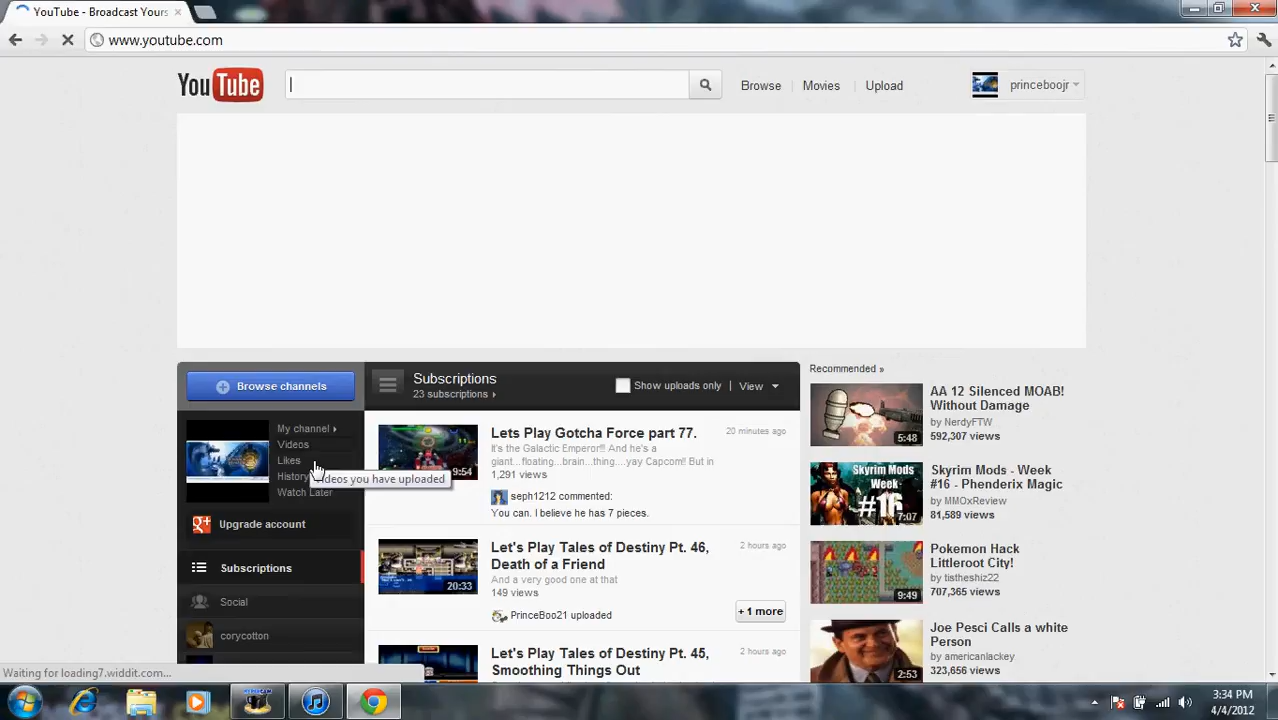 YouTube - Broadcast Yours
www.youtube.com
YouTube
Browse
Movies
Upload
princeboojr
Browse channels
My channel
Videos
Likes
History
Watch Later
Videos you have uploaded
Upgrade account
Subscriptions
Social
corycotton
Subscriptions
23 subscriptions
Show uploads only
View
Lets Play Gotcha Force part 77.
20 minutes ago
It's the Galactic Emperor!! And he's a
giant...floating...brain...thing....yay Capcom!! But in
1,291 views
9:54
seph1212 commented:
You can. I believe he has 7 pieces.
Let's Play Tales of Destiny Pt. 46,
Death of a Friend
2 hours ago
And a very good one at that
149 views
20:33
PrinceBoo21 uploaded
+ 1 more
Let's Play Tales of Destiny Pt. 45,
Smoothing Things Out
2 hours ago
Recommended »
AA 12 Silenced MOAB!
Without Damage
by NerdyFTW
592,307 views
5:48
Skyrim Mods - Week
#16 - Phenderix Magic
by MMOxReview
81,589 views
SKYRIM MODS
WEEK
#16
7:07
Pokemon Hack
Littleroot City!
by tistheshiz22
707,365 views
9:49
Joe Pesci Calls a white
Person
by americanlackey
323,656 views
2:53
Waiting for loading7.widdit.com...
3:34 PM
4/4/2012